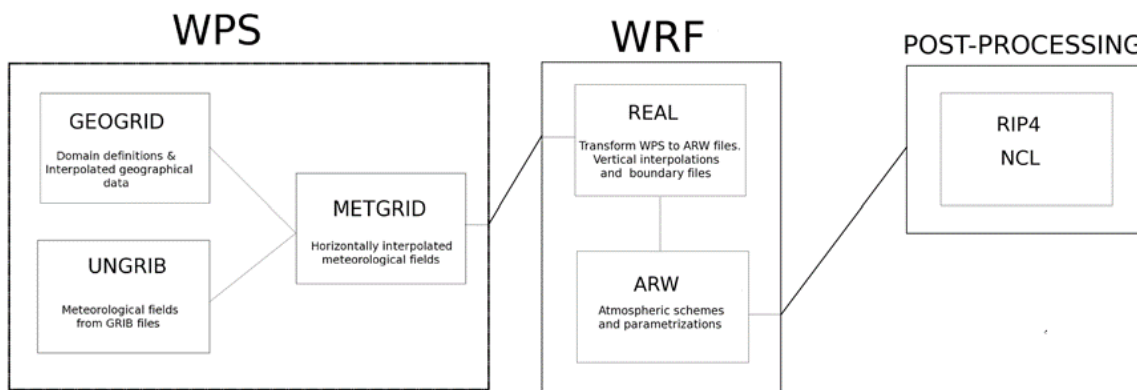 WPS
GEOGRID
Domain definitions &
Interpolated geographical
data
UNGRIB
Meteorological fields
from GRIB files
METGRID
Horizontally interpolated
meteorological fields
WRF
REAL
Transform WPS to ARW files.
Vertical interpolations
and boundary files
ARW
Atmospheric schemes
and parametrizations
POST-PROCESSING
RIP4
NCL